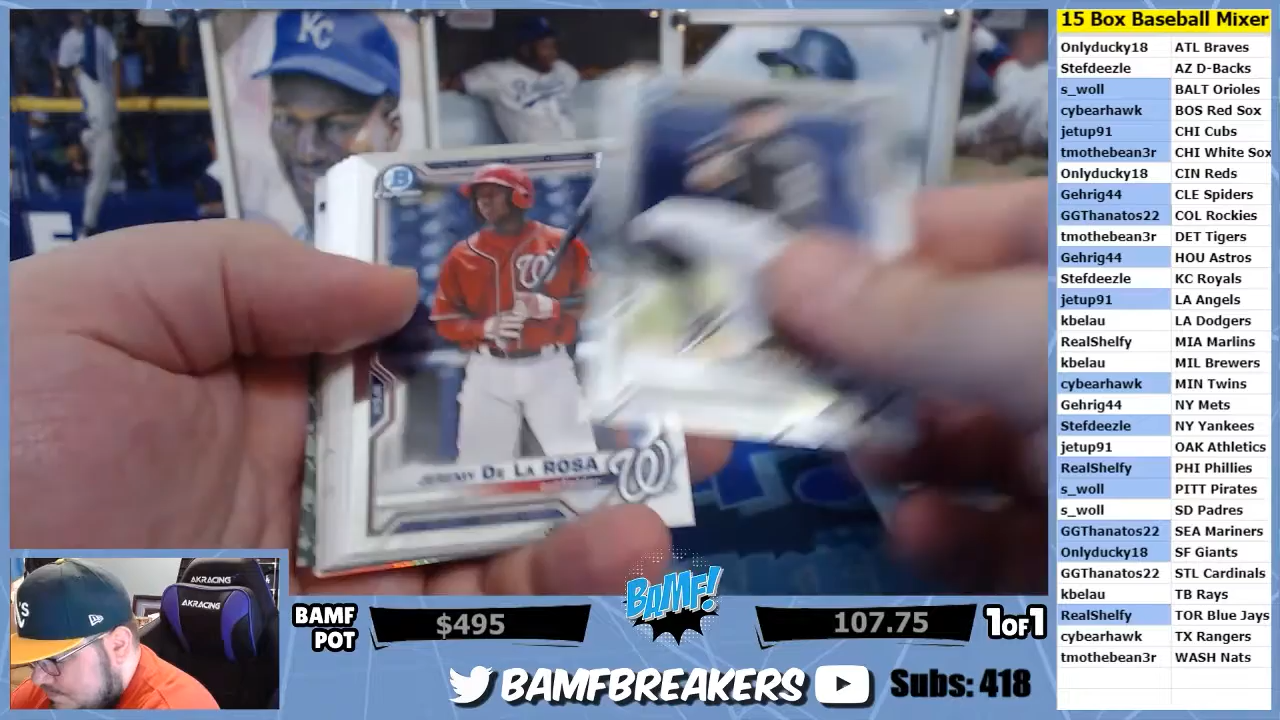 15 Box Baseball Mixer
Onlyducky18 ATL Braves
Stefdeezle AZ D-Backs
s_woll BALT Orioles
cybearhawk BOS Red Sox
jetup91 CHI Cubs
tmothebean3r CHI White Sox
Onlyducky18 CIN Reds
Gehrig44 CLE Spiders
GGThanatos22 COL Rockies
tmothebean3r DET Tigers
Gehrig44 HOU Astros
Stefdeezle KC Royals
jetup91 LA Angels
kbelau LA Dodgers
RealShelfy MIA Marlins
kbelau MIL Brewers
cybearhawk MIN Twins
Gehrig44 NY Mets
Stefdeezle NY Yankees
jetup91 OAK Athletics
RealShelfy PHI Phillies
s_woll PITT Pirates
s_woll SD Padres
GGThanatos22 SEA Mariners
Onlyducky18 SF Giants
GGThanatos22 STL Cardinals
kbelau TB Rays
RealShelfy TOR Blue Jays
cybearhawk TX Rangers
tmothebean3r WASH Nats
KC
B
W
JEREMY DE LA ROSA
W
AKRACING
AKRACING
BAMF POT
$495
BAMF!
107.75
1OF1
BAMFBREAKERS
Subs: 418